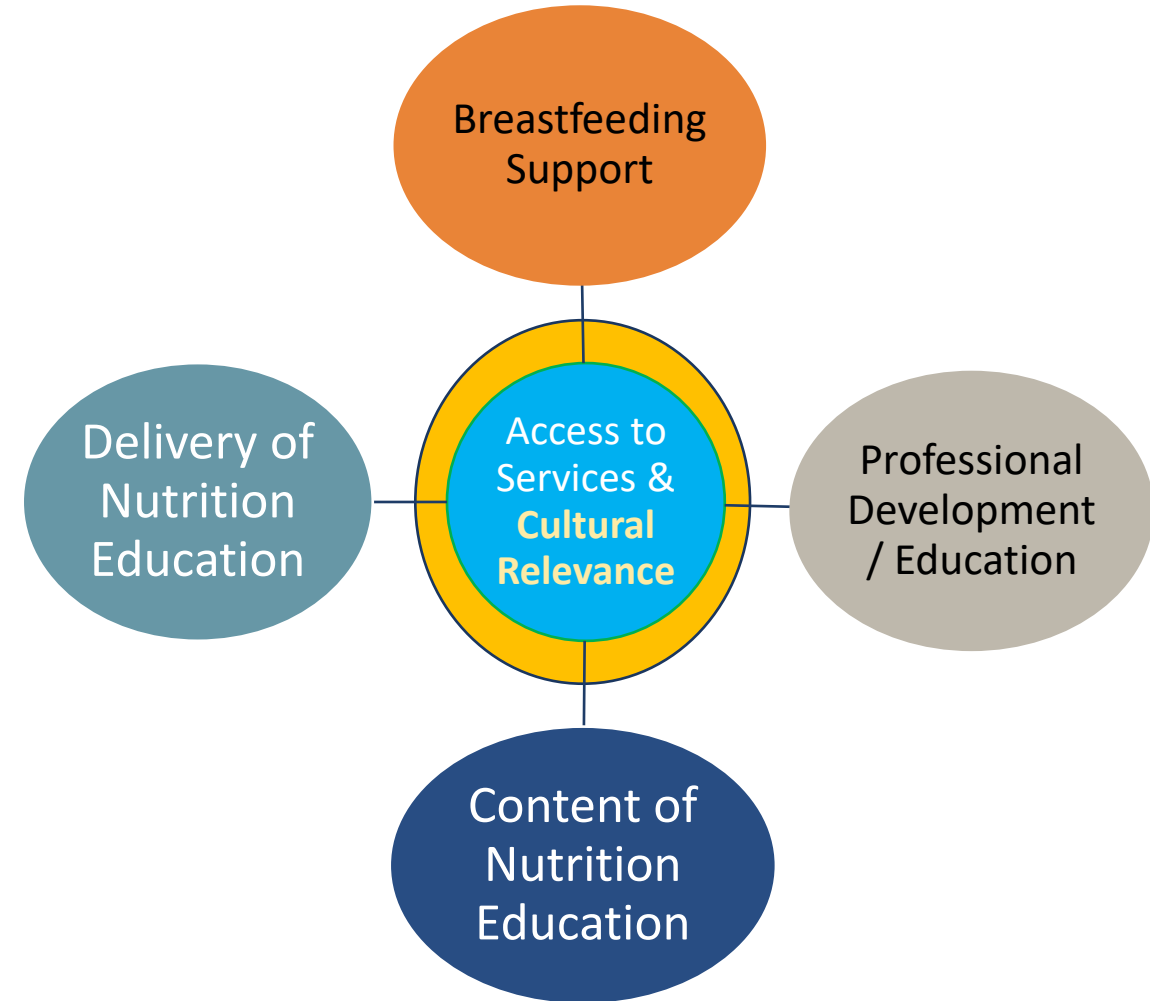 Breastfeeding
Support
Delivery of
Nutrition
Education
Access to
Services &
Cultural
Relevance
Professional
Development
/ Education
Content of
Nutrition
Education